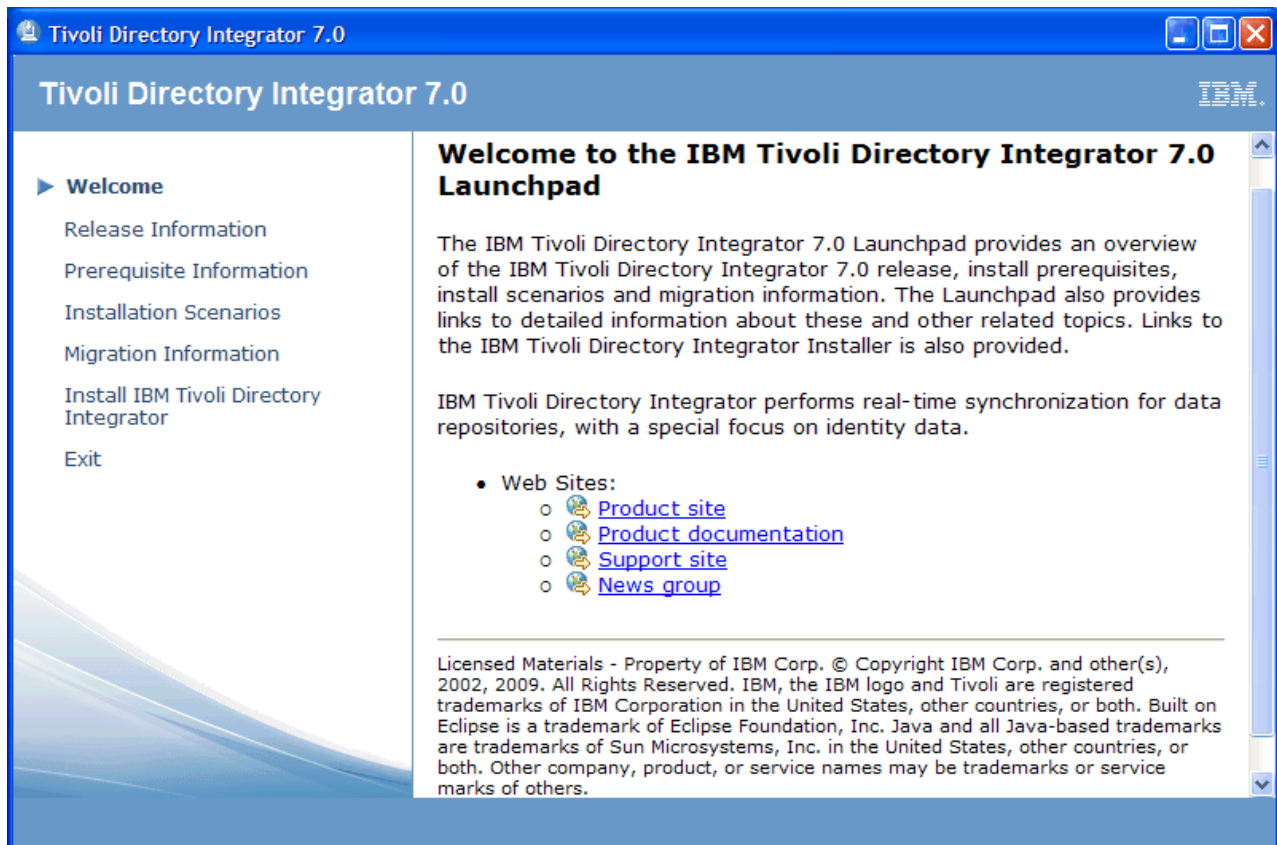 Tivoli Directory Integrator 7.0
Tivoli Directory Integrator 7.0
IBM.
Welcome
Release Information
Prerequisite Information
Installation Scenarios
Migration Information
Install IBM Tivoli Directory
Integrator
Exit
Welcome to the IBM Tivoli Directory Integrator 7.0
Launchpad
The IBM Tivoli Directory Integrator 7.0 Launchpad provides an overview
of the IBM Tivoli Directory Integrator 7.0 release, install prerequisites,
install scenarios and migration information. The Launchpad also provides
links to detailed information about these and other related topics. Links to
the IBM Tivoli Directory Integrator Installer is also provided.
IBM Tivoli Directory Integrator performs real-time synchronization for data
repositories, with a special focus on identity data.
• Web Sites:
o Product site
o Product documentation
o Support site
o News group
Licensed Materials - Property of IBM Corp. © Copyright IBM Corp. and other(s),
2002, 2009. All Rights Reserved. IBM, the IBM logo and Tivoli are registered
trademarks of IBM Corporation in the United States, other countries, or both. Built on
Eclipse is a trademark of Eclipse Foundation, Inc. Java and all Java-based trademarks
are trademarks of Sun Microsystems, Inc. in the United States, other countries, or
both. Other company, product, or service names may be trademarks or service
marks of others.